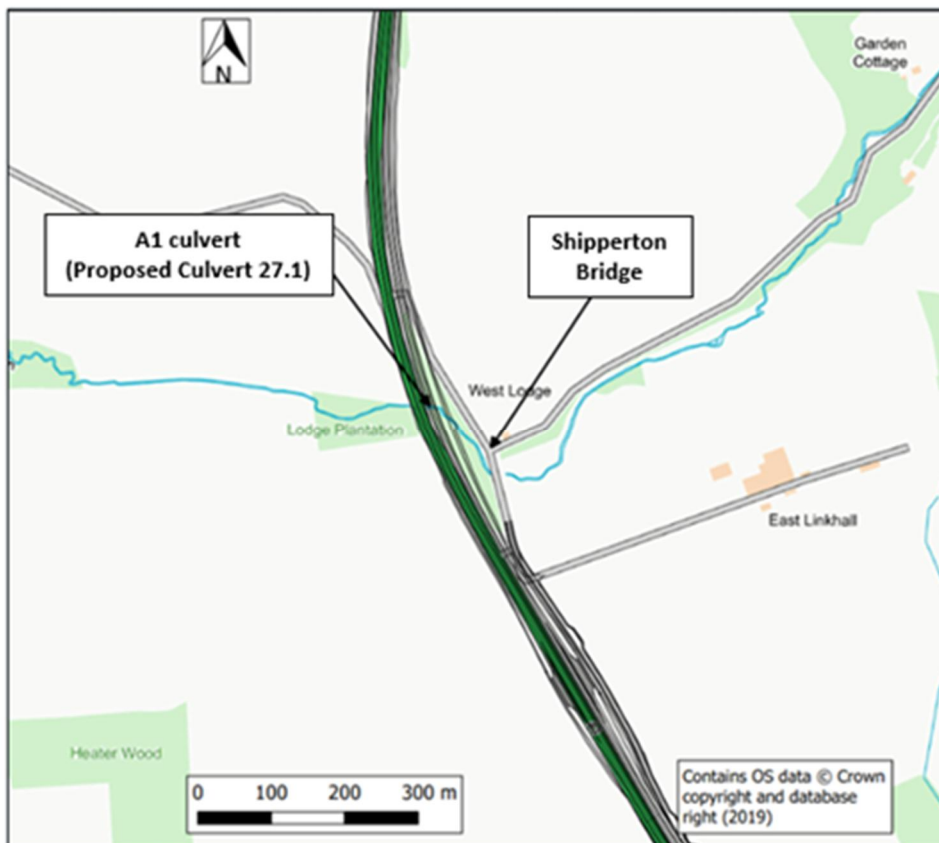 N
Garden
Cottage
A1 culvert
(Proposed Culvert 27.1)
Shipperton
Bridge
West Lodge
Lodge Plantation
East Linkhall
Heater Wood
0 100 200 300 m
Contains OS data © Crown
copyright and database
right (2019)